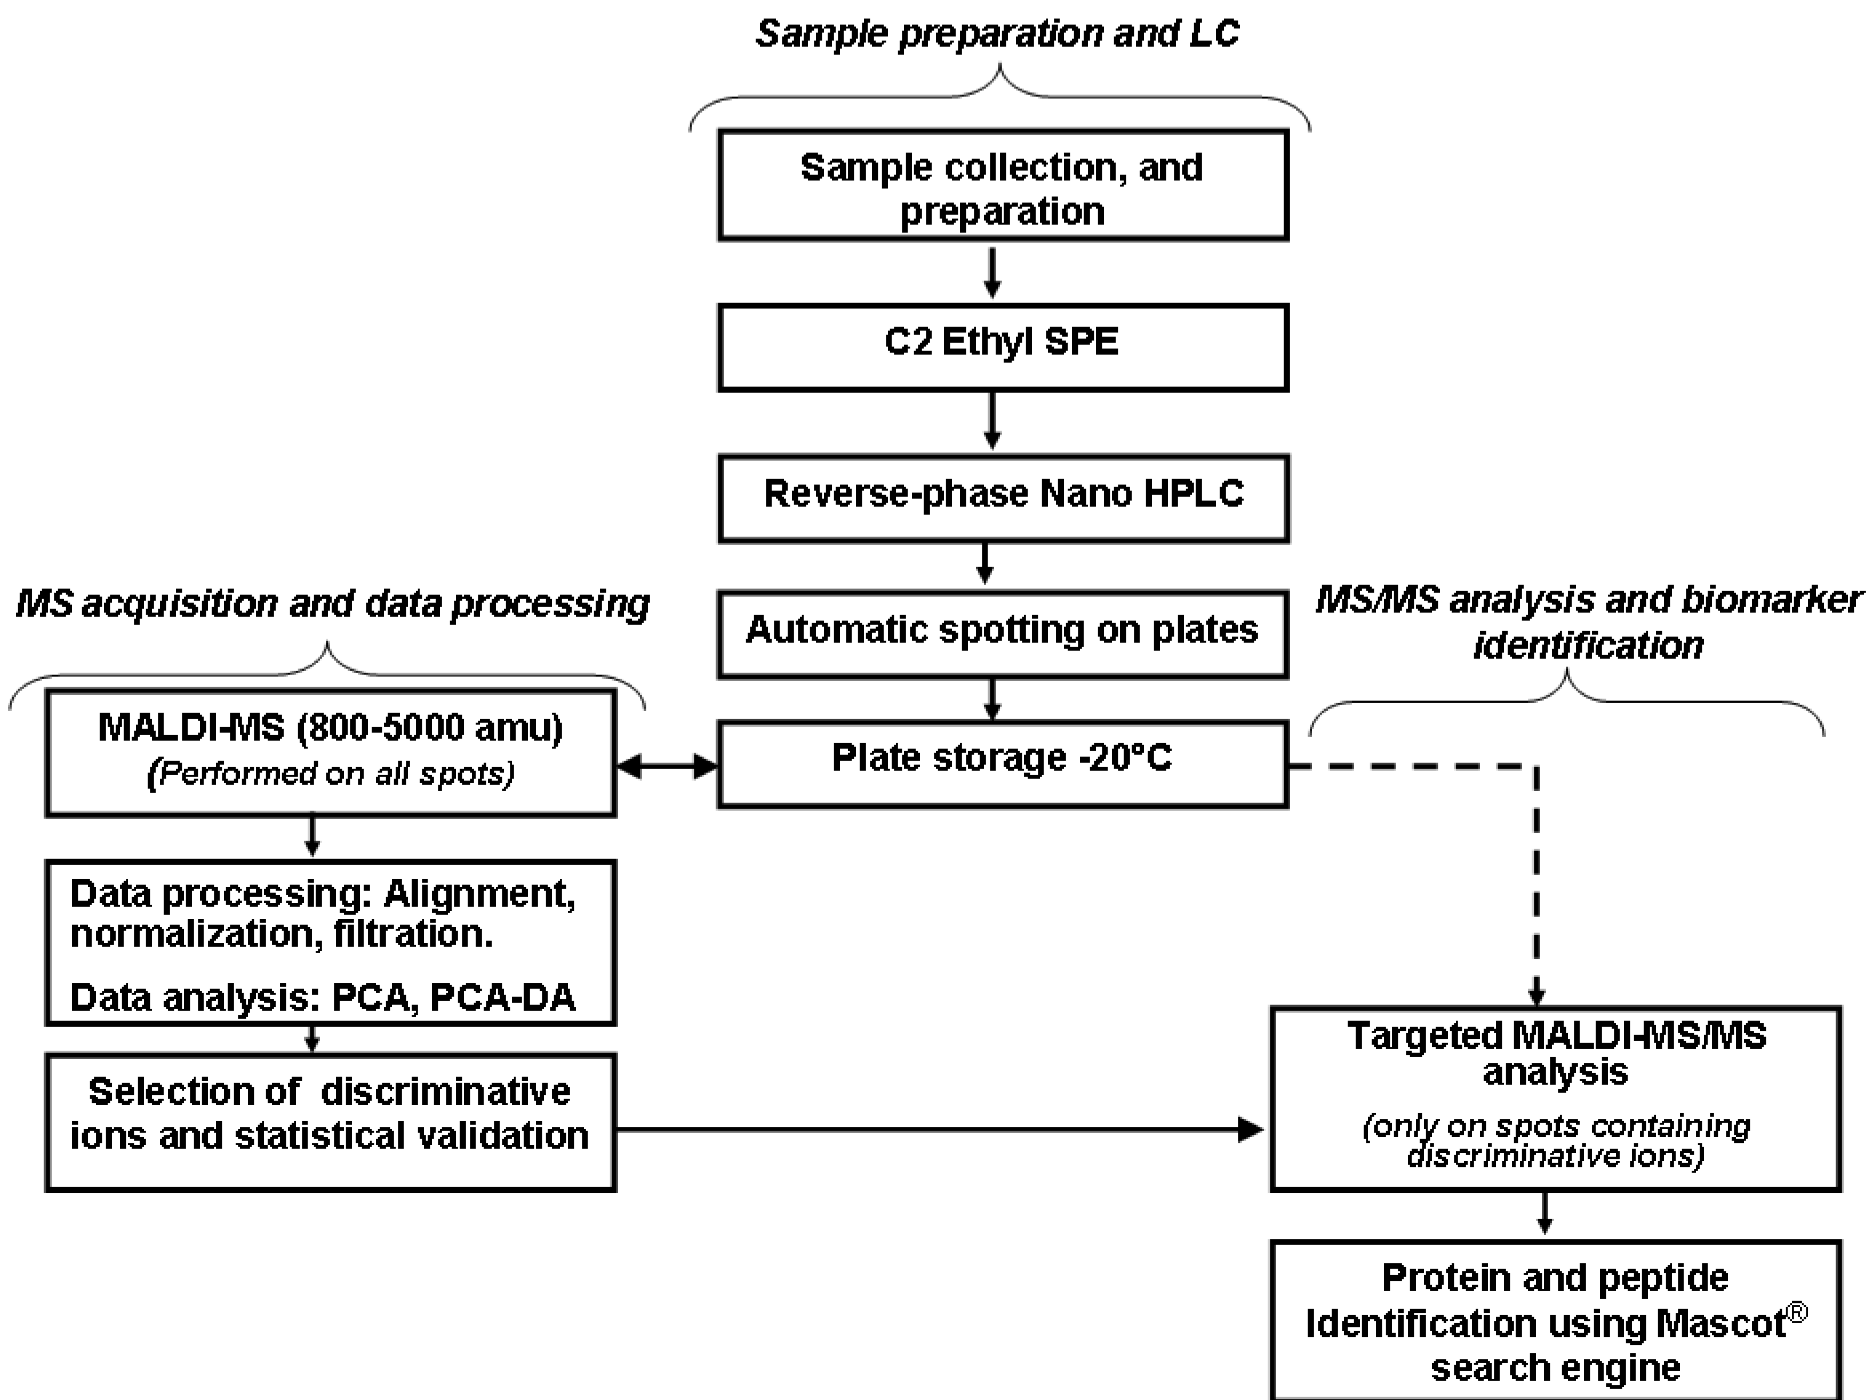 Sample preparation and LC
Sample collection, and
preparation
C2 Ethyl SPE
Reverse-phase Nano HPLC
Automatic spotting on plates
Plate storage -20°C
MS acquisition and data processing
MALDI-MS (800-5000 amu)
(Performed on all spots)
Data processing: Alignment,
normalization, filtration.
Data analysis: PCA, PCA-DA
Selection of discriminative
ions and statistical validation
MS/MS analysis and biomarker
identification
Targeted MALDI-MS/MS
analysis
(only on spots containing
discriminative ions)
Protein and peptide
Identification using Mascot®
search engine